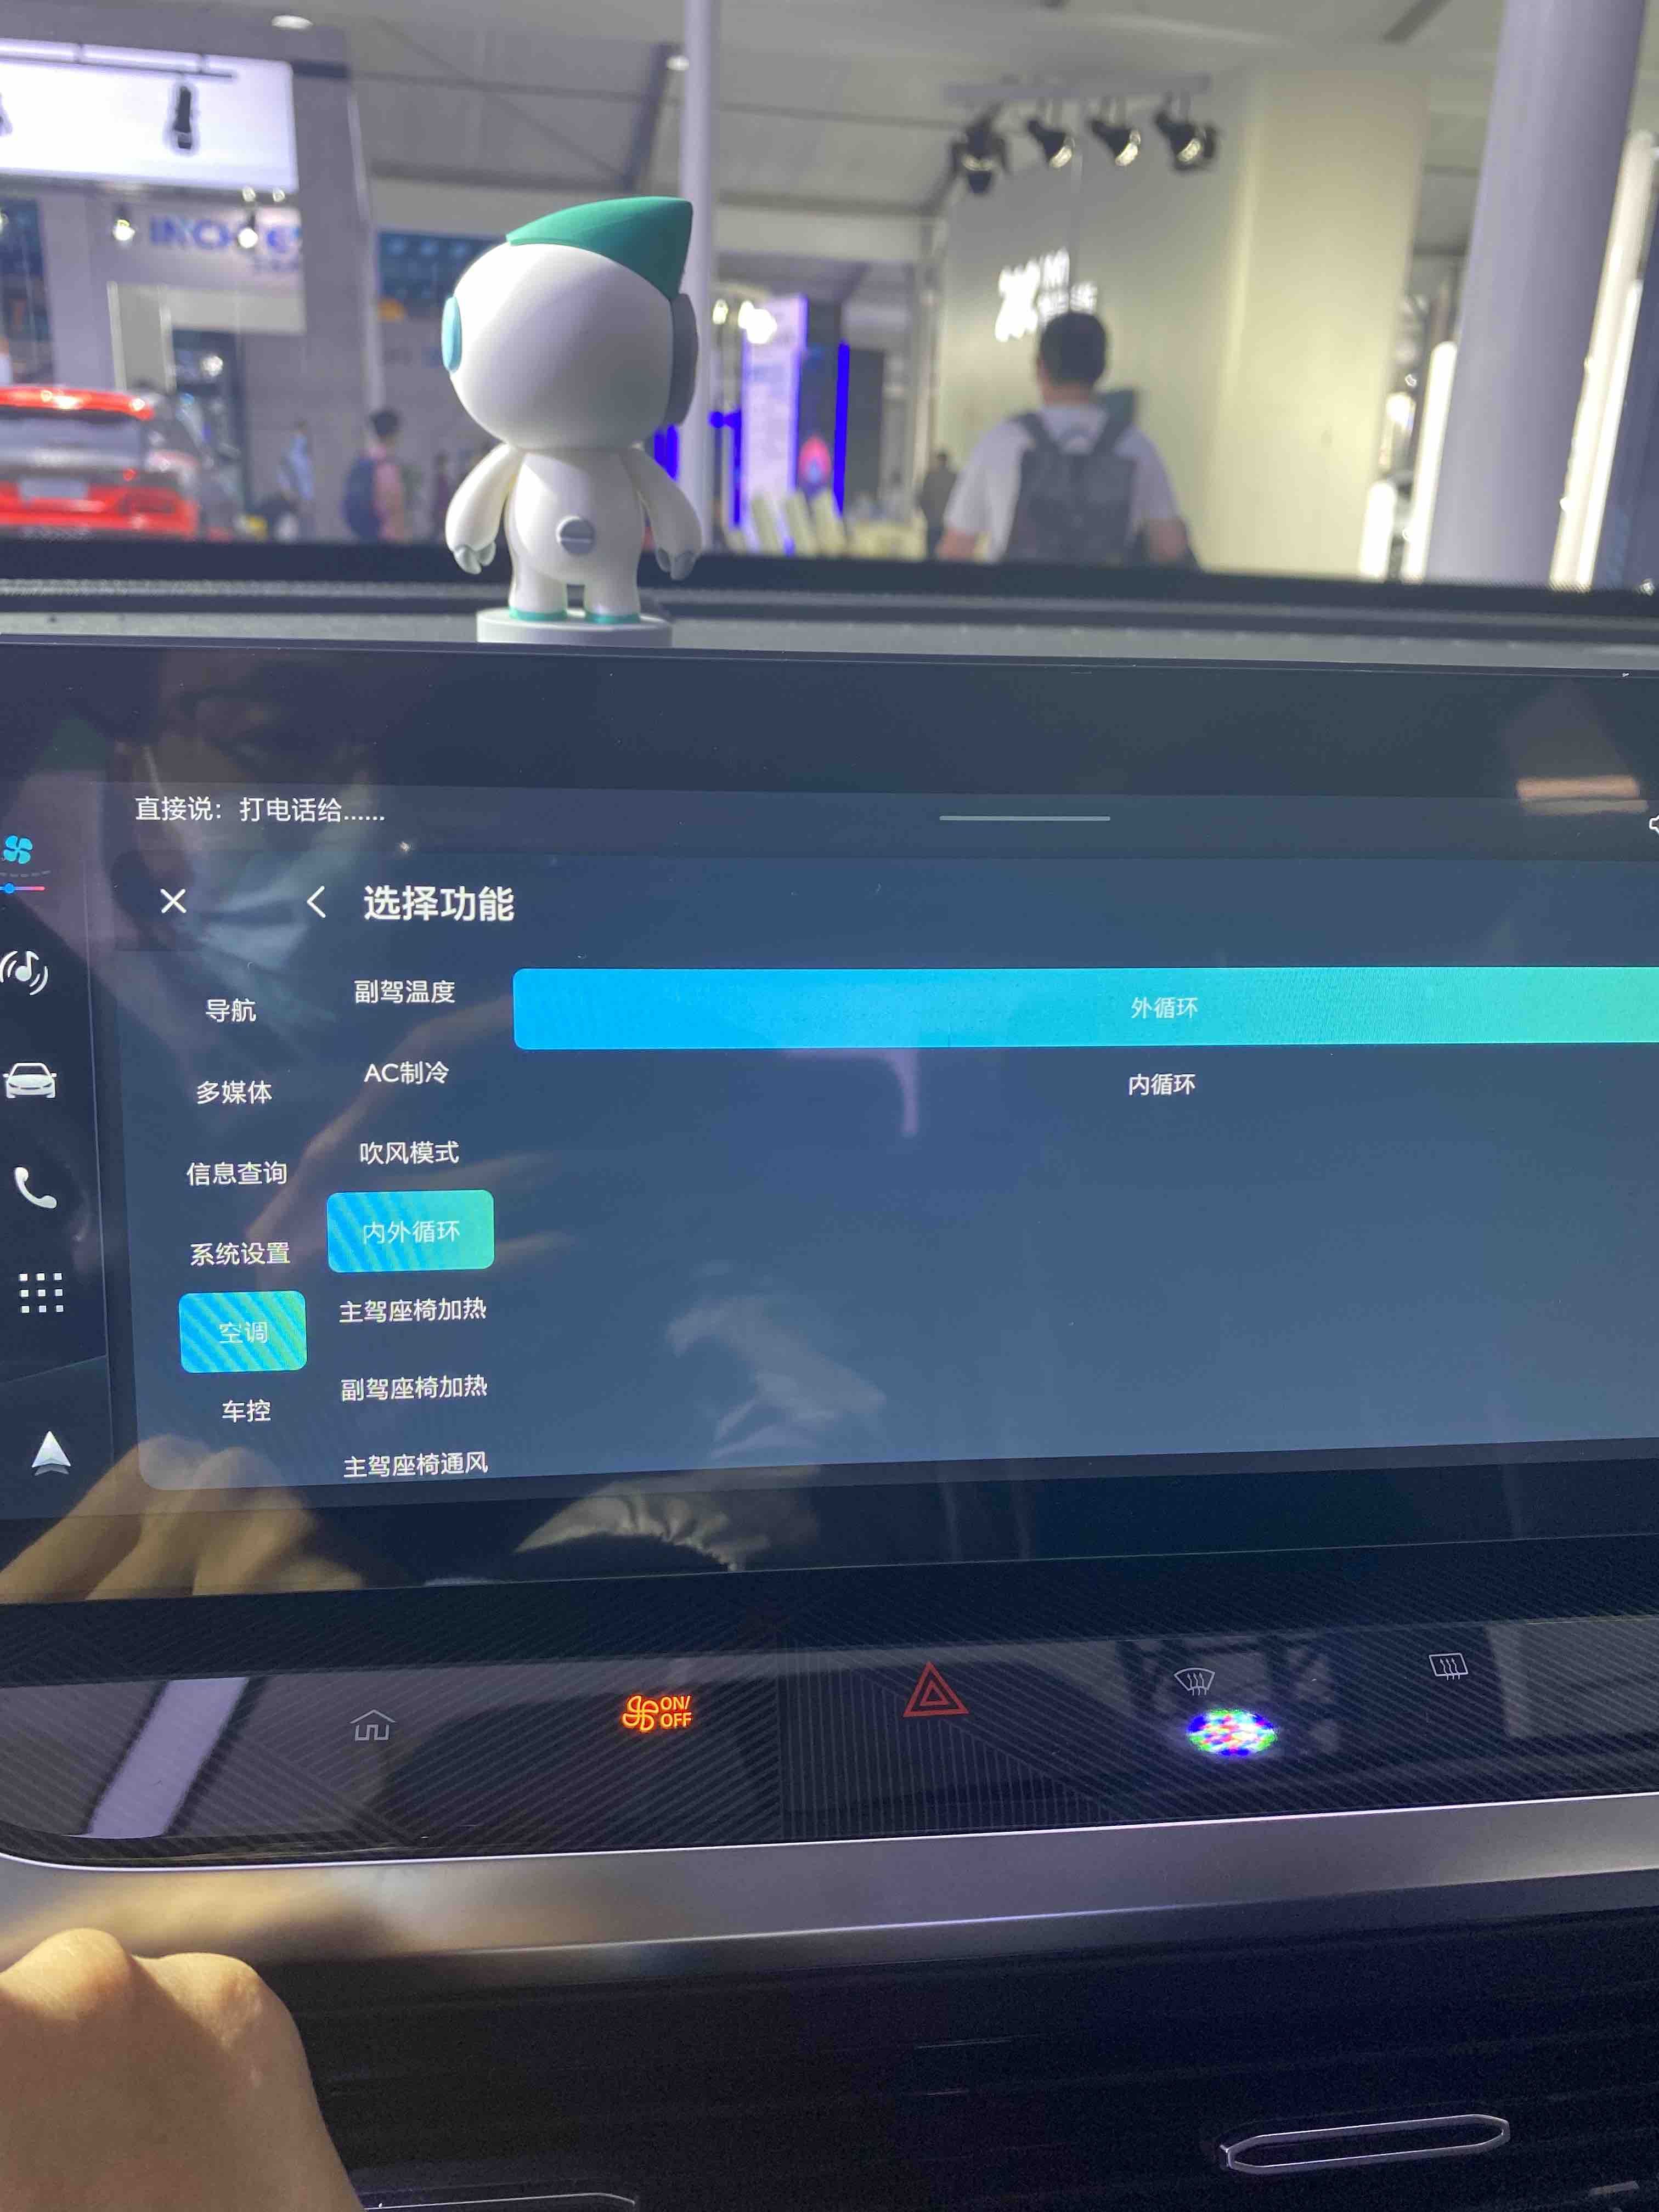 直接说：打电话给......
选择功能
导航
多媒体
信息查询
系统设置
空调
车控
副驾温度
AC制冷
吹风模式
内外循环
主驾座椅加热
副驾座椅加热
主驾座椅通风
外循环
内循环
ON/
OFF